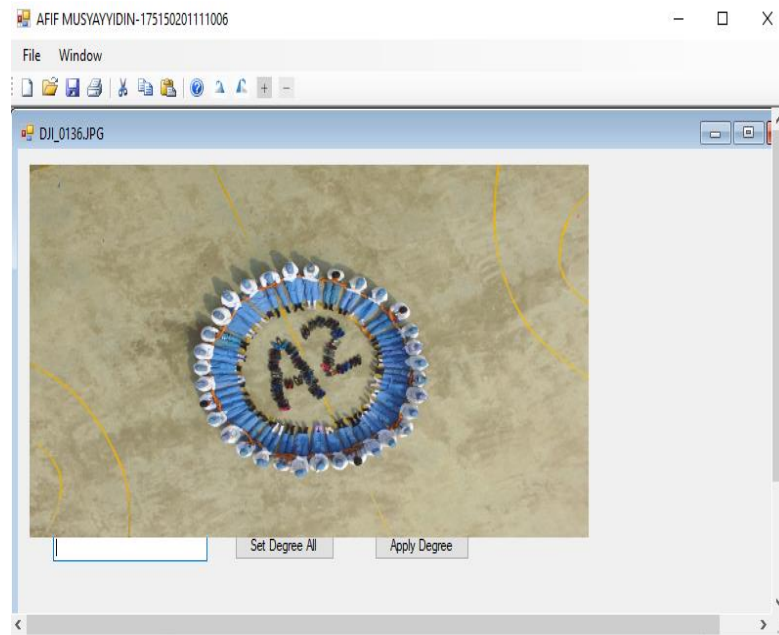 AFIF MUSYAYYIDIN-175150201111006
File Window
DJI_0136.JPG
A2
Set Degree All Apply Degree